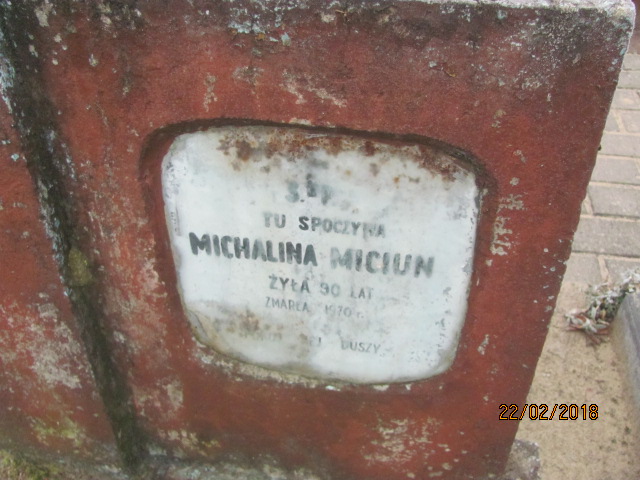 TU SPOCZYWA
MICHALINA MICIUN
ŻYŁA 90 LAT
ZMARŁA 1970 r.
DUSZY
22/02/2018